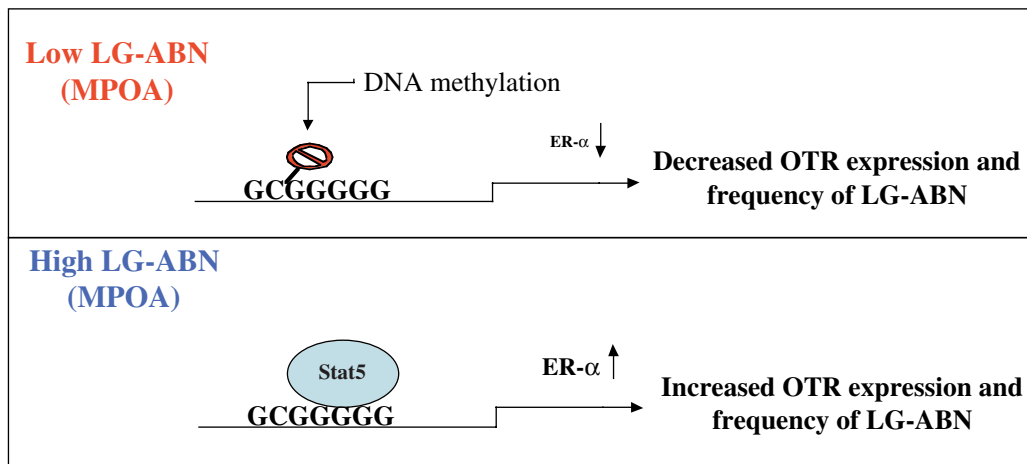 Low LG-ABN
(MPOA)
DNA methylation
GCGGGGG
ER-α
Decreased OTR expression and
frequency of LG-ABN
High LG-ABN
(MPOA)
Stat5
GCGGGGG
ER-α
Increased OTR expression and
frequency of LG-ABN